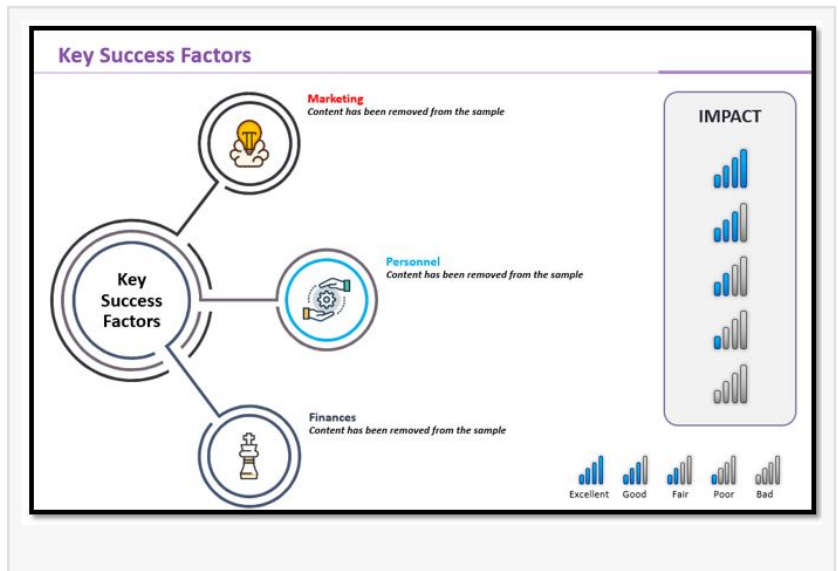 Key Success Factors
Marketing
Content has been removed from the sample
IMPACT
Personnel
Content has been removed from the sample
Key
Success
Factors
Finances
Content has been removed from the sample
Excellent Good Fair Poor Bad